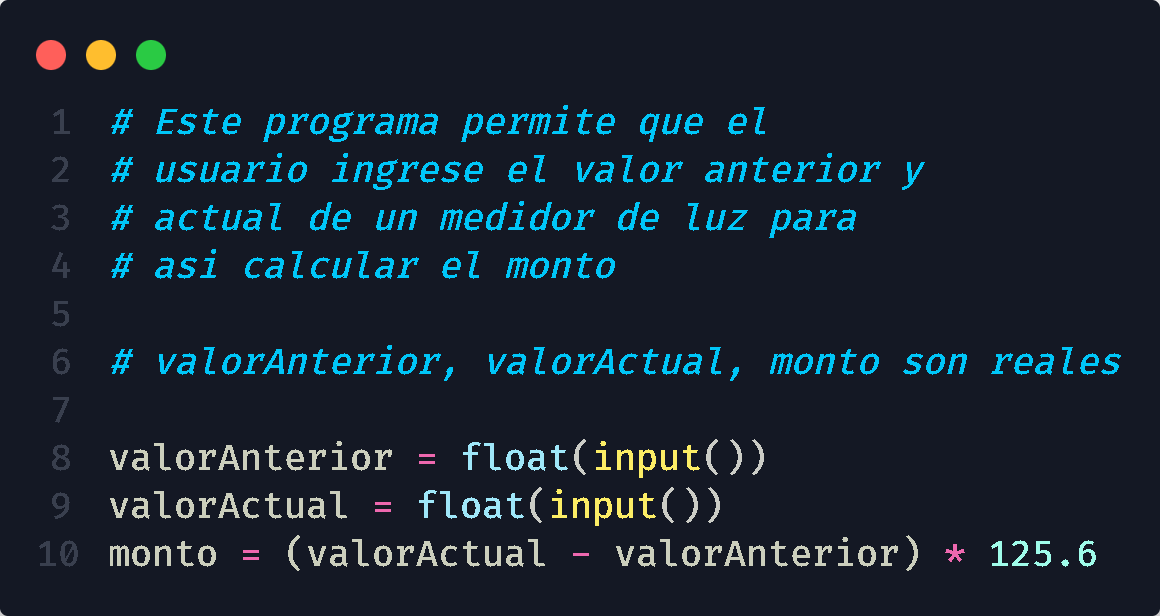 1 # Este programa permite que el
2 # usuario ingrese el valor anterior y
3 # actual de un medidor de luz para
4 # asi calcular el monto
5
6 # valorAnterior, valorActual, monto son reales
7
8 valorAnterior = float(input())
9 valorActual = float(input())
10 monto = (valorActual - valorAnterior) * 125.6